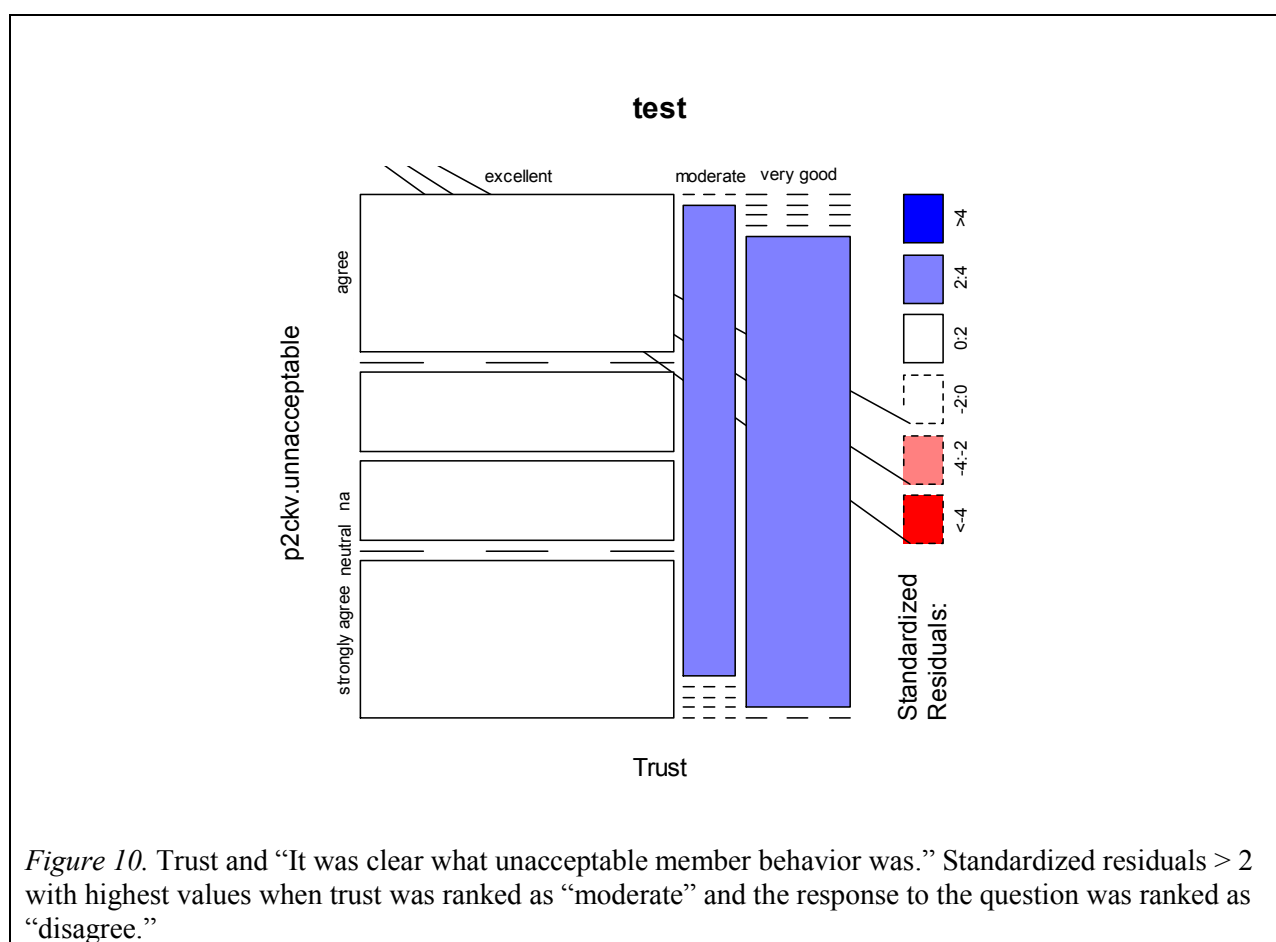 test
excellent
moderate
very good
agree
na
neutral
strongly agree
p2ckv.unnacceptable
Trust
>4
2:4
0:2
-2:0
-4:-2
<-4
Standardized
Residuals:
Figure 10. Trust and “It was clear what unacceptable member behavior was.” Standardized residuals > 2
with highest values when trust was ranked as “moderate” and the response to the question was ranked as
“disagree.”